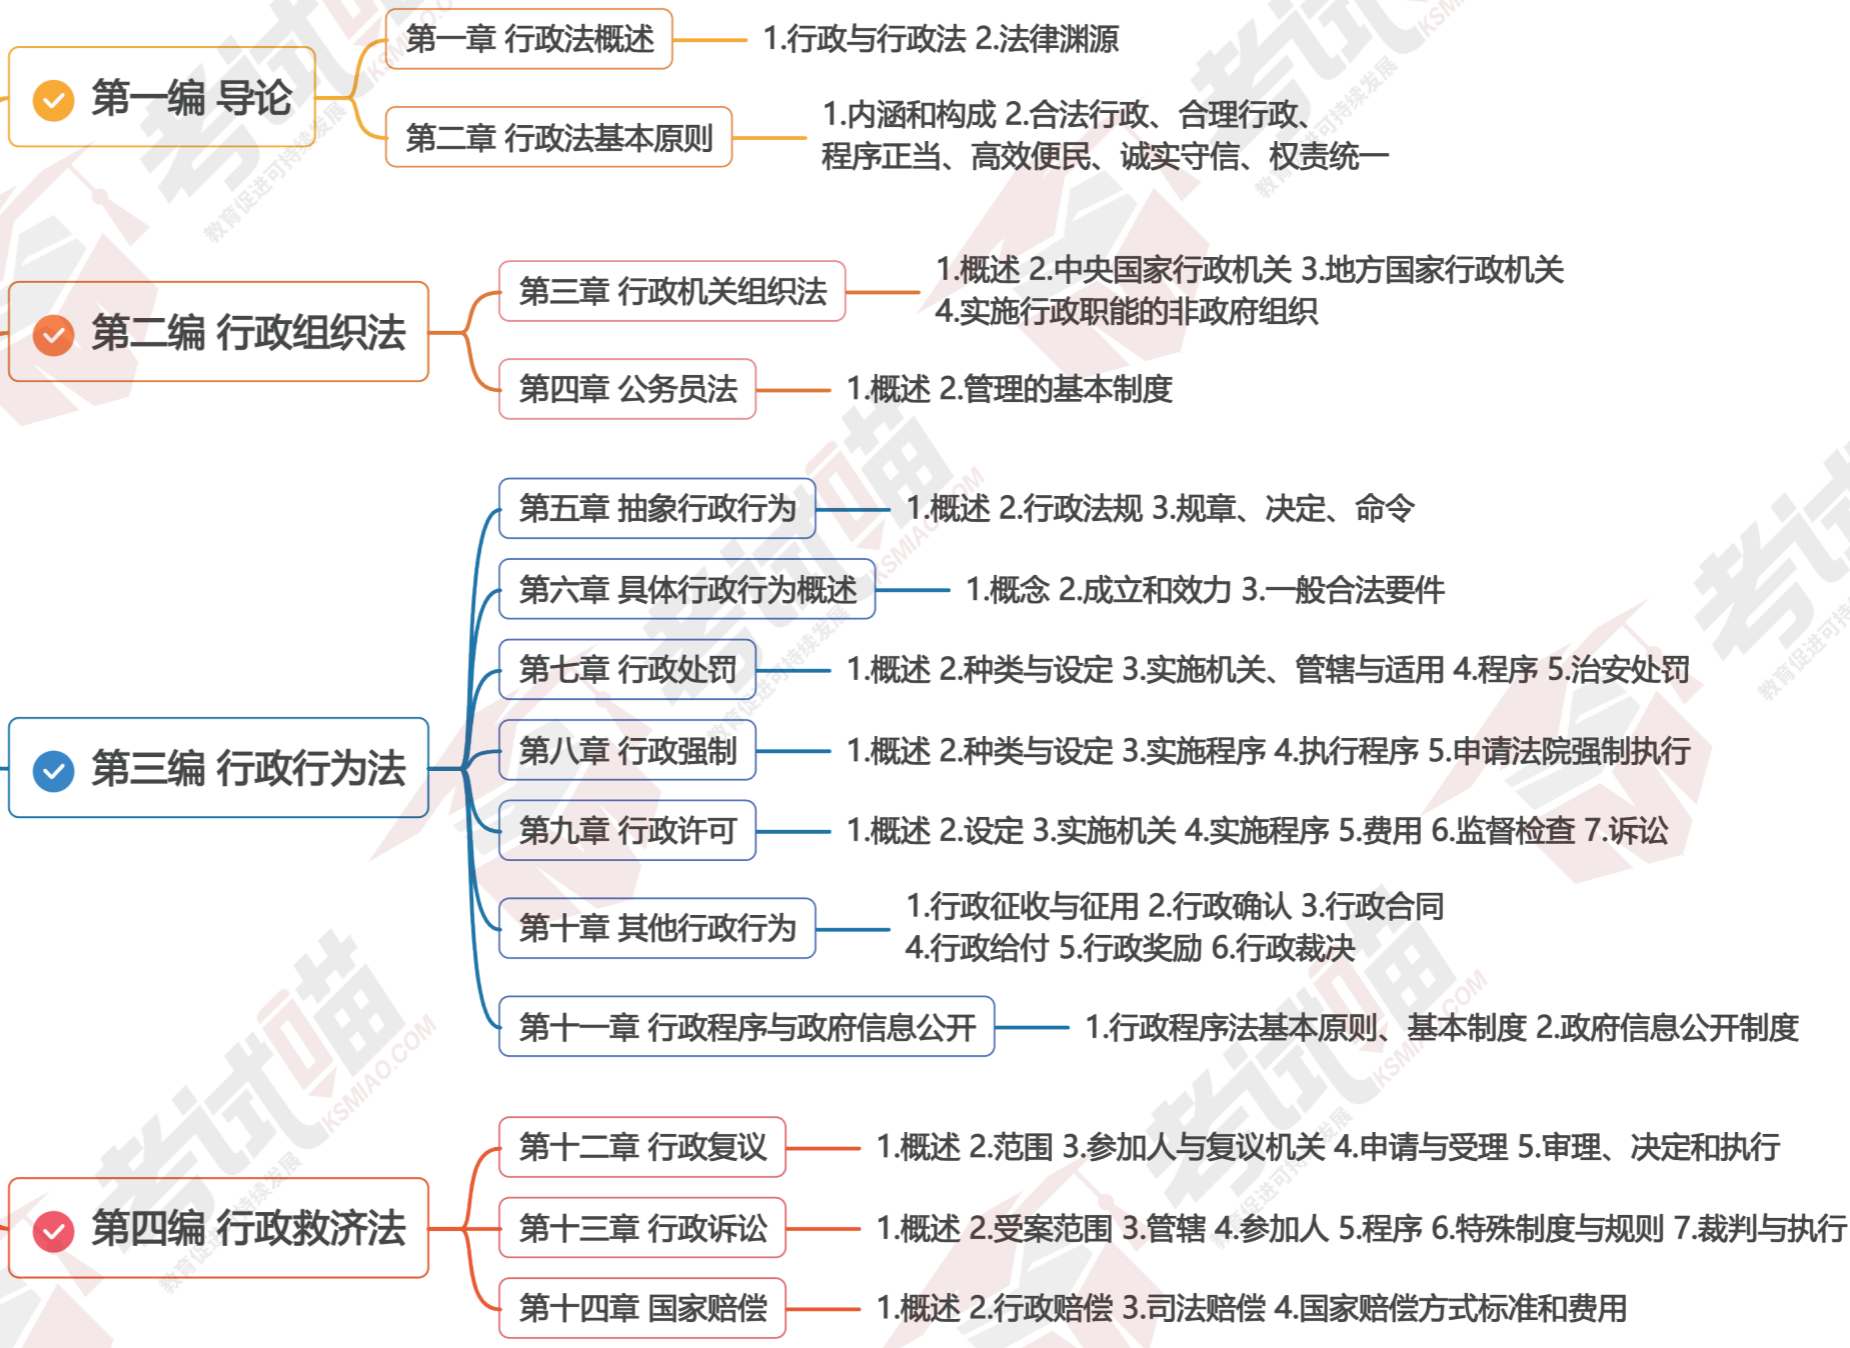 第一编 导论
第一章 行政法概述
1.行政与行政法 2.法律渊源
第二章 行政法基本原则
1.内涵和构成 2.合法行政、合理行政、
程序正当、高效便民、诚实守信、权责统一
第二编 行政组织法
第三章 行政机关组织法
1.概述 2.中央国家行政机关 3.地方国家行政机关
4.实施行政职能的非政府组织
第四章 公务员法
1.概述 2.管理的基本制度
第三编 行政行为法
第五章 抽象行政行为
1.概述 2.行政法规 3.规章、决定、命令
第六章 具体行政行为概述
1.概念 2.成立和效力 3.一般合法要件
第七章 行政处罚
1.概述 2.种类与设定 3.实施机关、管辖与适用 4.程序 5.治安处罚
第八章 行政强制
1.概述 2.种类与设定 3.实施程序 4.执行程序 5.申请法院强制执行
第九章 行政许可
1.概述 2.设定 3.实施机关 4.实施程序 5.费用 6.监督检查 7.诉讼
第十章 其他行政行为
1.行政征收与征用 2.行政确认 3.行政合同
4.行政给付 5.行政奖励 6.行政裁决
第十一章 行政程序与政府信息公开
1.行政程序法基本原则、基本制度 2.政府信息公开制度
第四编 行政救济法
第十二章 行政复议
1.概述 2.范围 3.参加人与复议机关 4.申请与受理 5.审理、决定和执行
第十三章 行政诉讼
1.概述 2.受案范围 3.管辖 4.参加人 5.程序 6.特殊制度与规则 7.裁判与执行
第十四章 国家赔偿
1.概述 2.行政赔偿 3.司法赔偿 4.国家赔偿方式标准和费用
考试喵
KSMIAO.COM
教育促进可持续发展